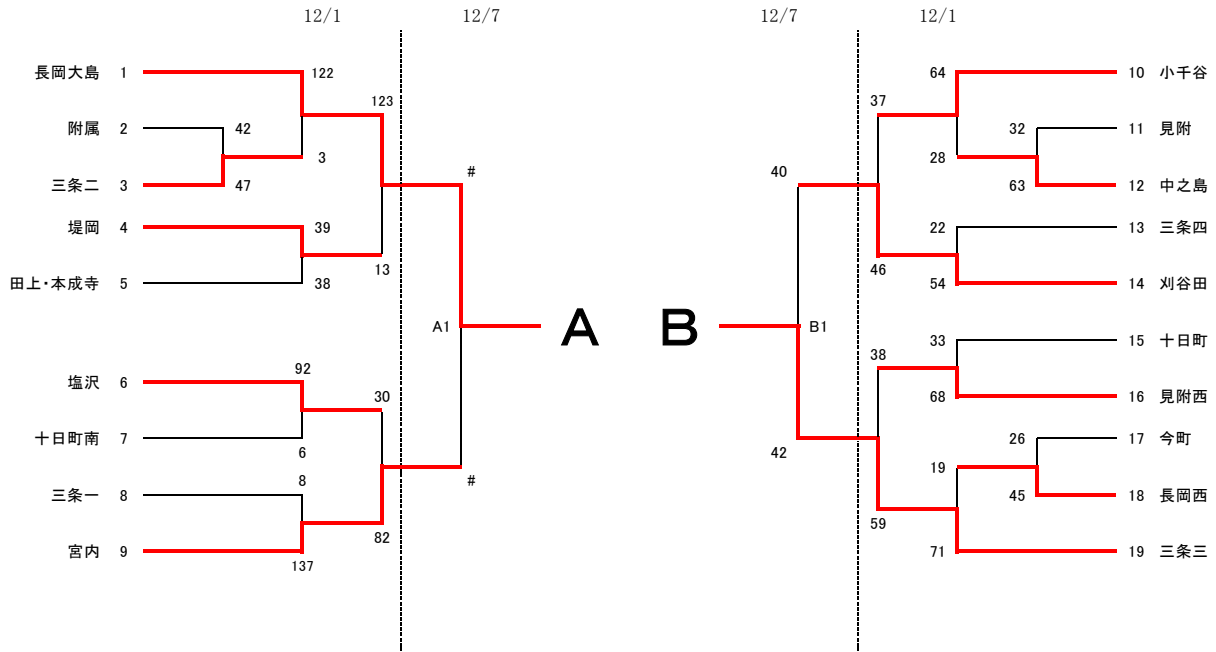 12/1 12/7
12/7 12/1
長岡大島 1 122
123
附属 2 42
3
三条二 3 47
#
堤岡 4 39
13
田上・本成寺 5 38
A1 A
塩沢 6 92
30
十日町南 7 6
#
三条一 8 8
82
宮内 9 137
64 10 小千谷
37
32 11 見附
28
40
63 12 中之島
22 13 三条四
46
54 14 刈谷田
B B1
33 15 十日町
38
68 16 見附西
26 17 今町
42
19
45 18 長岡西
59
71 19 三条三